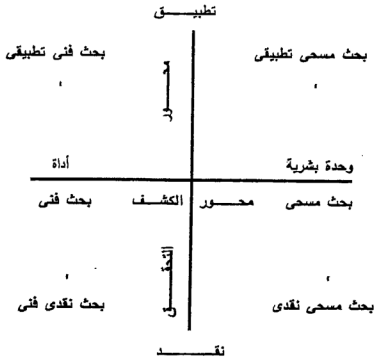 تطبيق
بحث مسحى تطبيقى
محور
بحث فنى تطبيقى
وحدة بشرية
أداة
بحث مسحى
محور الكشف
بحث فنى
التحقق
بحث مسحى نقدى
بحث نقدى فنى
نقد